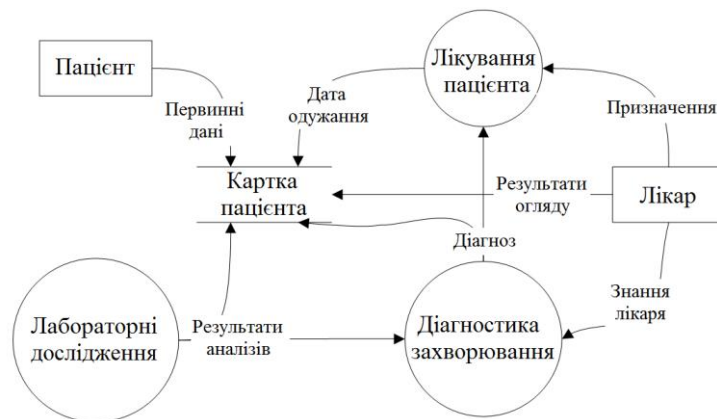 Пацієнт
Лікування
пацієнта
Первинні
дані
Дата
одужання
Призначення
Картка
пацієнта
Результати
огляду
Лікар
Діагноз
Лабораторні
дослідження
Результати
аналізів
Діагностика
захворювання
Знання
лікаря